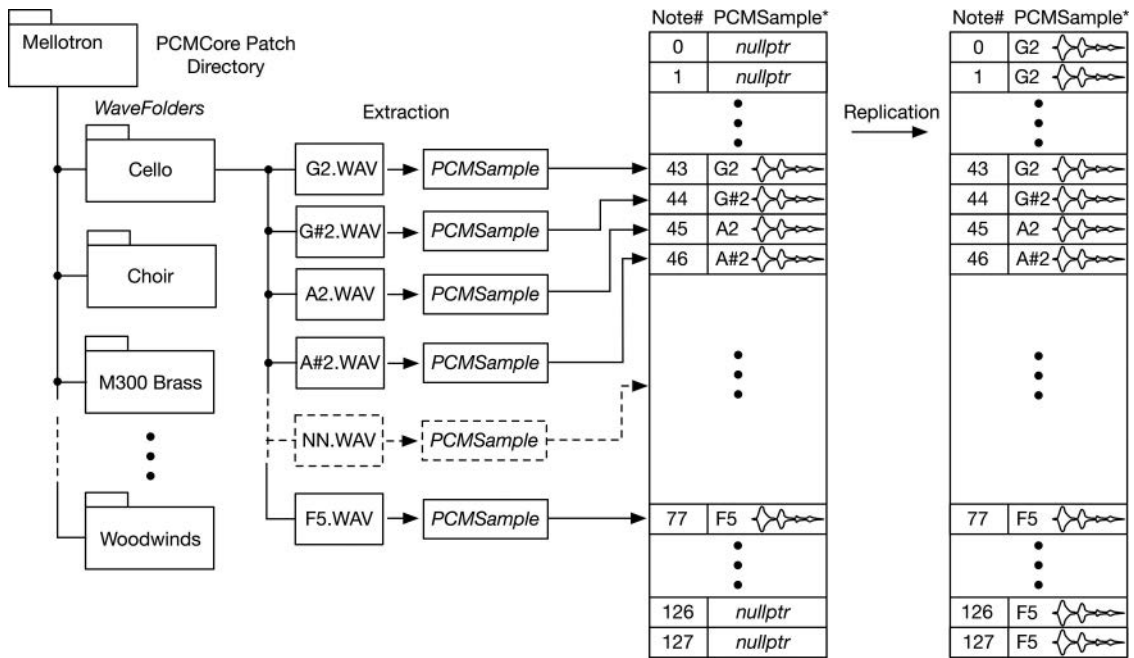 Mellotron
PCMCore Patch
Directory
WaveFolders
Cello
Choir
M300 Brass
Woodwinds
Extraction
G2.WAV
PCMSample
G#2.WAV
PCMSample
A2.WAV
PCMSample
A#2.WAV
PCMSample
NN.WAV
PCMSample
F5.WAV
PCMSample
Note# PCMSample*
0 nullptr
1 nullptr
43 G2
44 G#2
45 A2
46 A#2
77 F5
126 nullptr
127 nullptr
Replication
Note# PCMSample*
0 G2
1 G2
43 G2
44 G#2
45 A2
46 A#2
77 F5
126 F5
127 F5